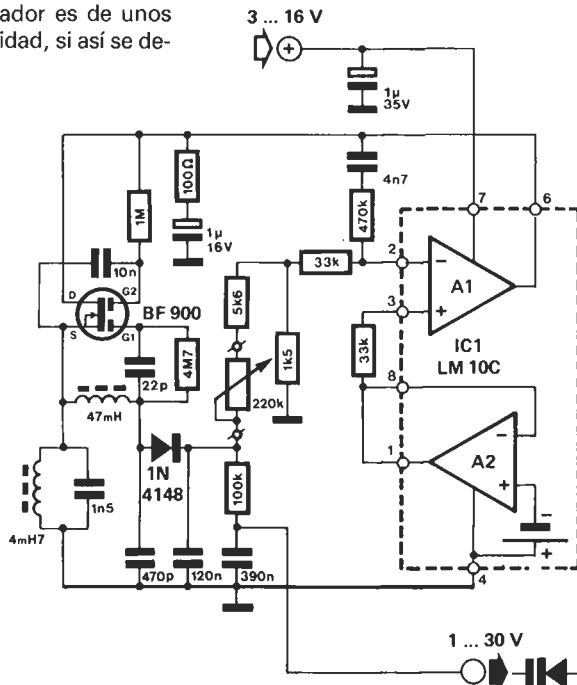 ador es de unos
idad, si así se de-
3 ... 16 V
+
1µ
35V
100Ω
1µ
16V
1M
10n
4n7
470k
33k
7
6
2
−
A1
3
+
IC1
LM 10C
D
G2
S
G1
BF 900
5k6
1k5
33k
8
−
A2
+
1
22p
4M7
47mH
220k
1N
4148
100k
1n5
4mH7
470p
120n
390n
−
+
4
1 ... 30 V